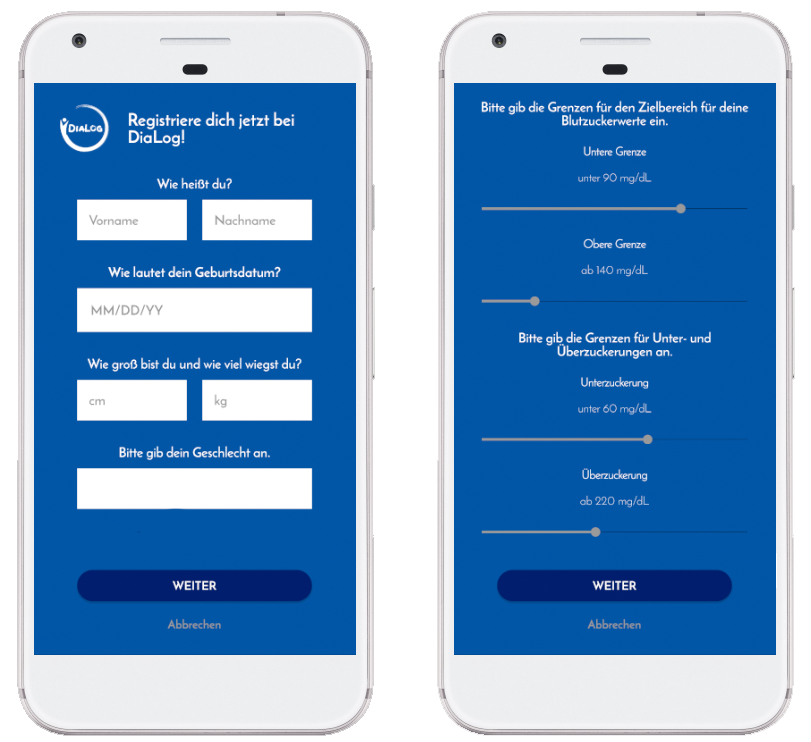 DIALOG
Registriere dich jetzt bei
DiaLog!
Wie heißt du?
Vorname
Nachname
Wie lautet dein Geburtsdatum?
MM/DD/YY
Wie groß bist du und wie viel wiegst du?
cm
kg
Bitte gib dein Geschlecht an.
WEITER
Abbrechen
Bitte gib die Grenzen für den Zielbereich für deine
Blutzuckerwerte ein.
Untere Grenze
unter 90 mg/dL
Obere Grenze
ab 140 mg/dL
Bitte gib die Grenzen für Unter- und
Überzuckerungen an.
Unterzuckerung
unter 60 mg/dL
Überzuckerung
ab 220 mg/dL
WEITER
Abbrechen